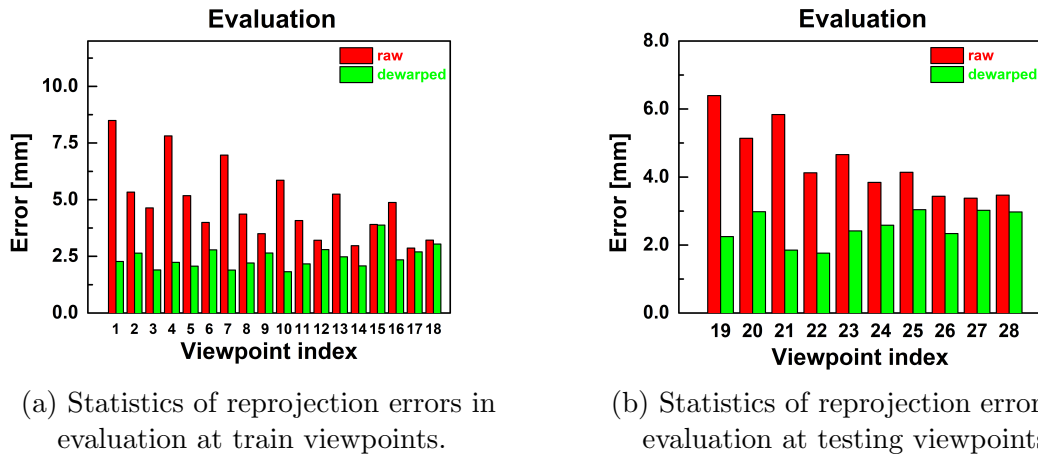 Evaluation
raw
dewarped
10.0
7.5
5.0
2.5
0.0
Error [mm]
1 2 3 4 5 6 7 8 9 10 11 12 13 14 15 16 17 18
Viewpoint index
(a) Statistics of reprojection errors in
evaluation at train viewpoints.
Evaluation
raw
dewarped
8.0
6.0
4.0
2.0
0.0
Error [mm]
19 20 21 22 23 24 25 26 27 28
Viewpoint index
(b) Statistics of reprojection error
evaluation at testing viewpoints